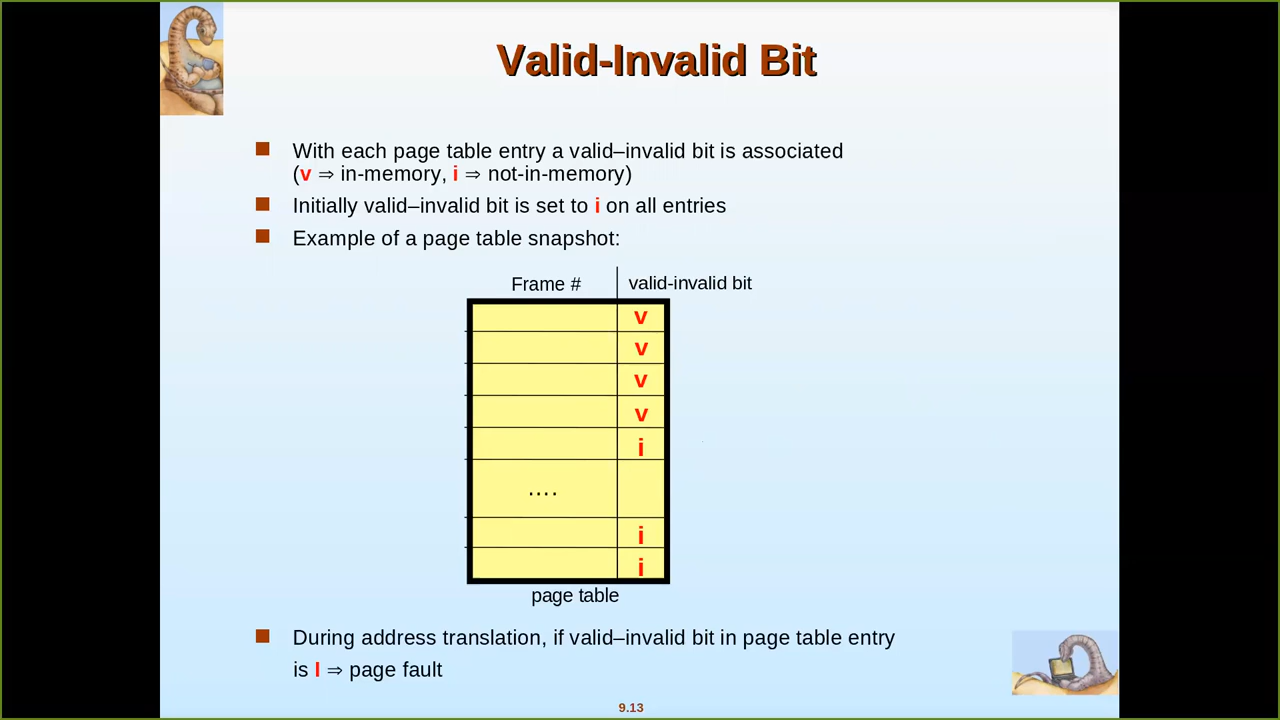 Valid-Invalid Bit
With each page table entry a valid–invalid bit is associated
(v ⇒ in-memory, i ⇒ not-in-memory)
Initially valid–invalid bit is set to i on all entries
Example of a page table snapshot:
Frame # valid-invalid bit
v
v
v
v
i
....
i
i
page table
During address translation, if valid–invalid bit in page table entry
is I ⇒ page fault
9.13